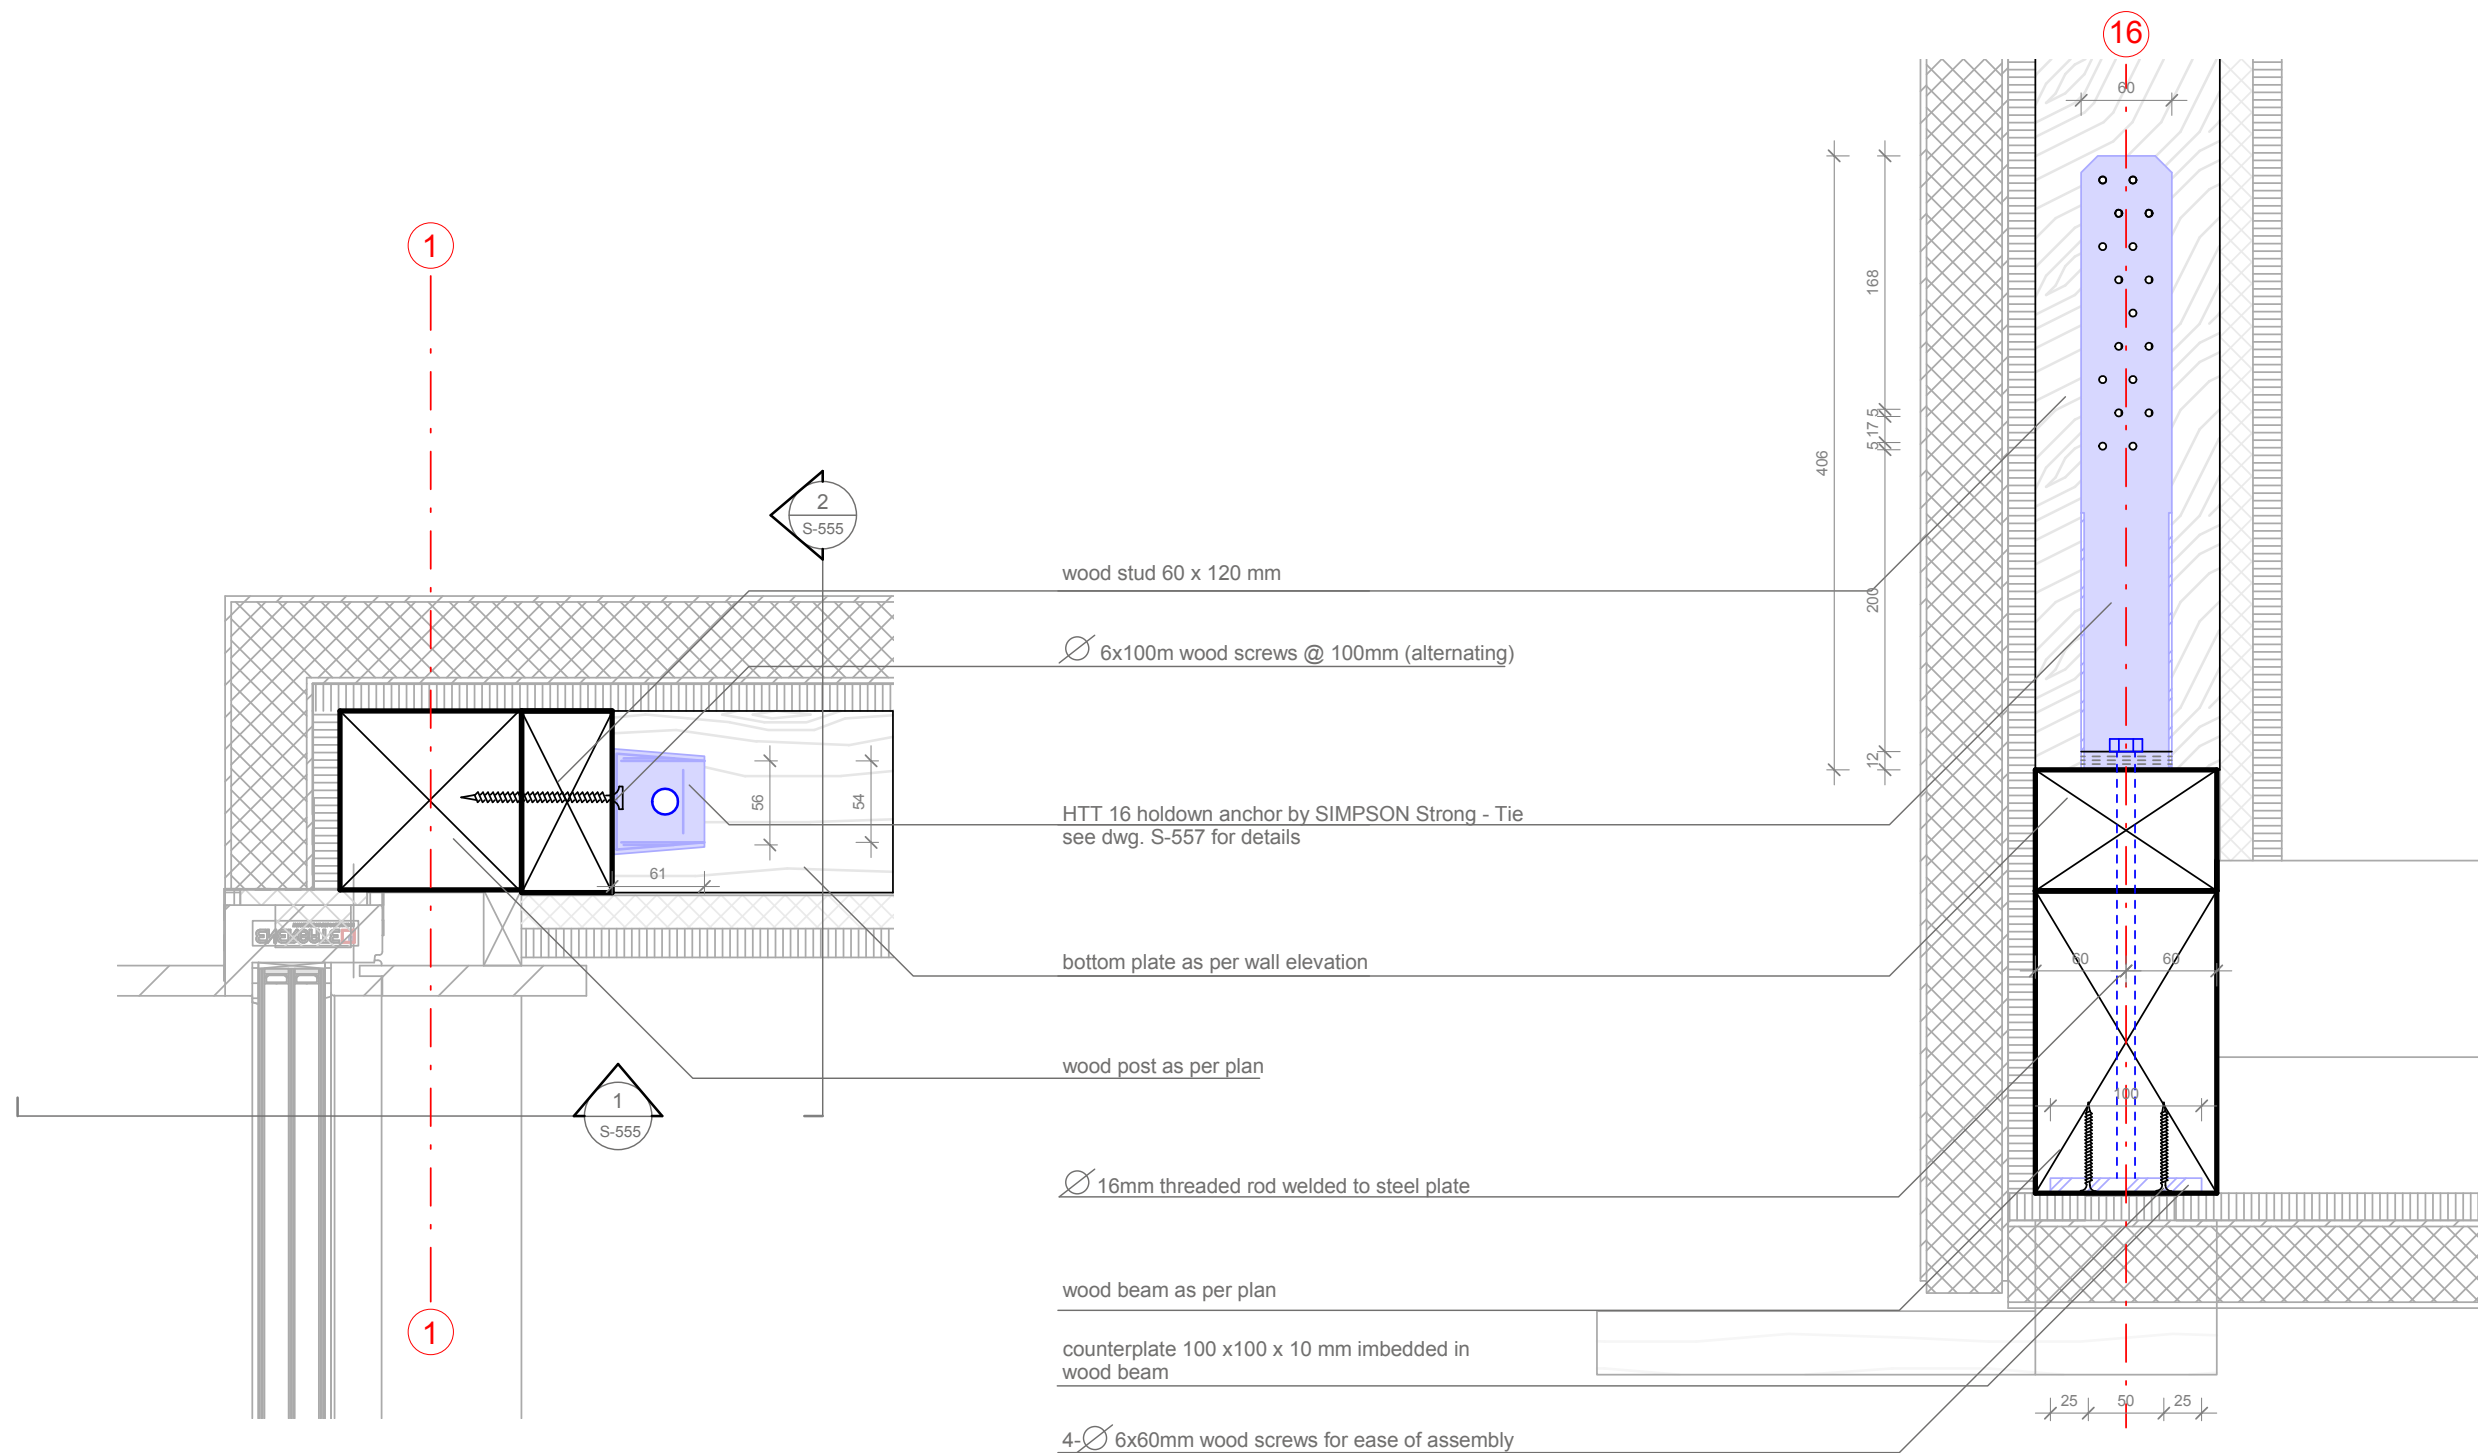 16
60
1
168
5
17
5
406
200
12
2
S-555
wood stud 60 x 120 mm
Ø 6x100m wood screws @ 100mm (alternating)
56
54
61
HTT 16 holdown anchor by SIMPSON Strong - Tie
see dwg. S-557 for details
bottom plate as per wall elevation
60
60
wood post as per plan
1
S-555
100
Ø 16mm threaded rod welded to steel plate
wood beam as per plan
1
counterplate 100 x100 x 10 mm imbedded in
wood beam
25
50
25
4-Ø 6x60mm wood screws for ease of assembly